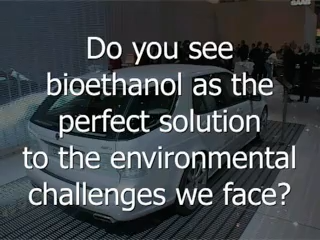 Do you see
bioethanol as the
perfect solution
to the environmental
challenges we face?